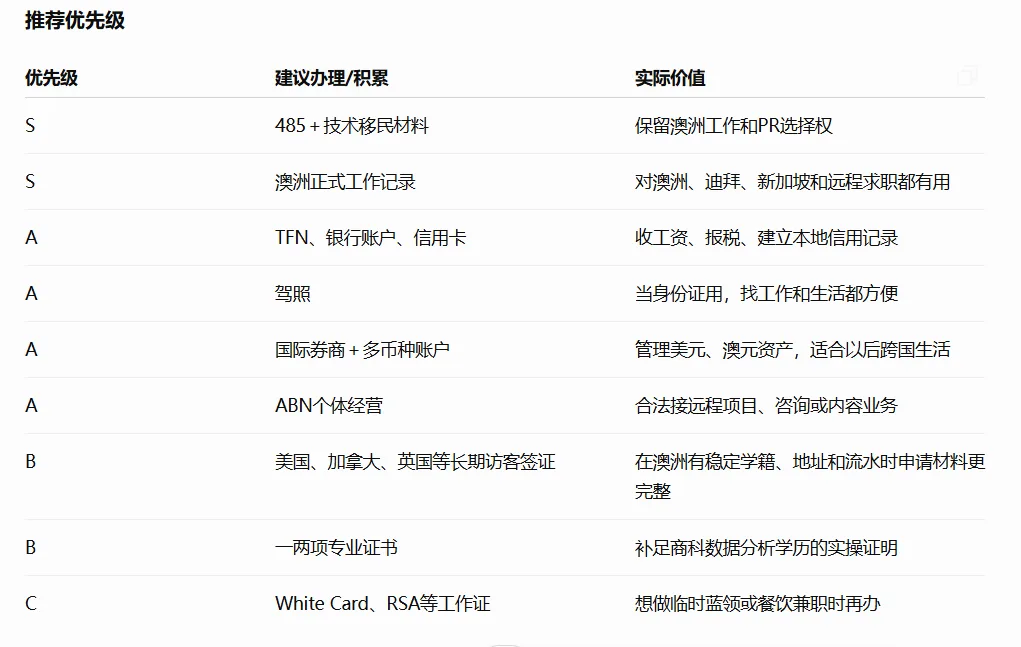 推荐优先级
优先级 建议办理/积累 实际价值
S 485 + 技术移民材料 保留澳洲工作和PR选择权
S 澳洲正式工作记录 对澳洲、迪拜、新加坡和远程求职都有用
A TFN、银行账户、信用卡 收工资、报税、建立本地信用记录
A 驾照 当身份证用，找工作和生活都方便
A 国际券商 + 多币种账户 管理美元、澳元资产，适合以后跨国生活
A ABN个体经营 合法接远程项目、咨询或内容业务
B 美国、加拿大、英国等长期访客签证 在澳洲有稳定学籍、地址和流水时申请材料更
完整
B 一两项专业证书 补足商科数据分析学历的实操证明
C White Card、RSA等工作证 想做临时蓝领或餐饮兼职时再办